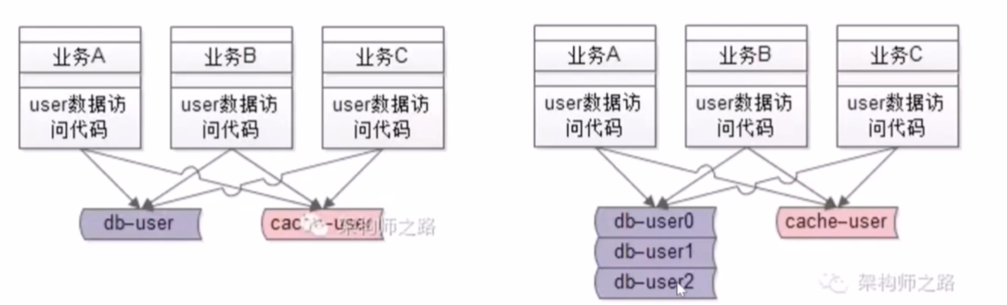 业务A
业务B
业务C
user数据访
问代码
user数据访
问代码
user数据访
问代码
db-user
cache-user
架构师之路
业务A
业务B
业务C
user数据访
问代码
user数据访
问代码
user数据访
问代码
db-user0
db-user1
db-user2
cache-user
架构师之路